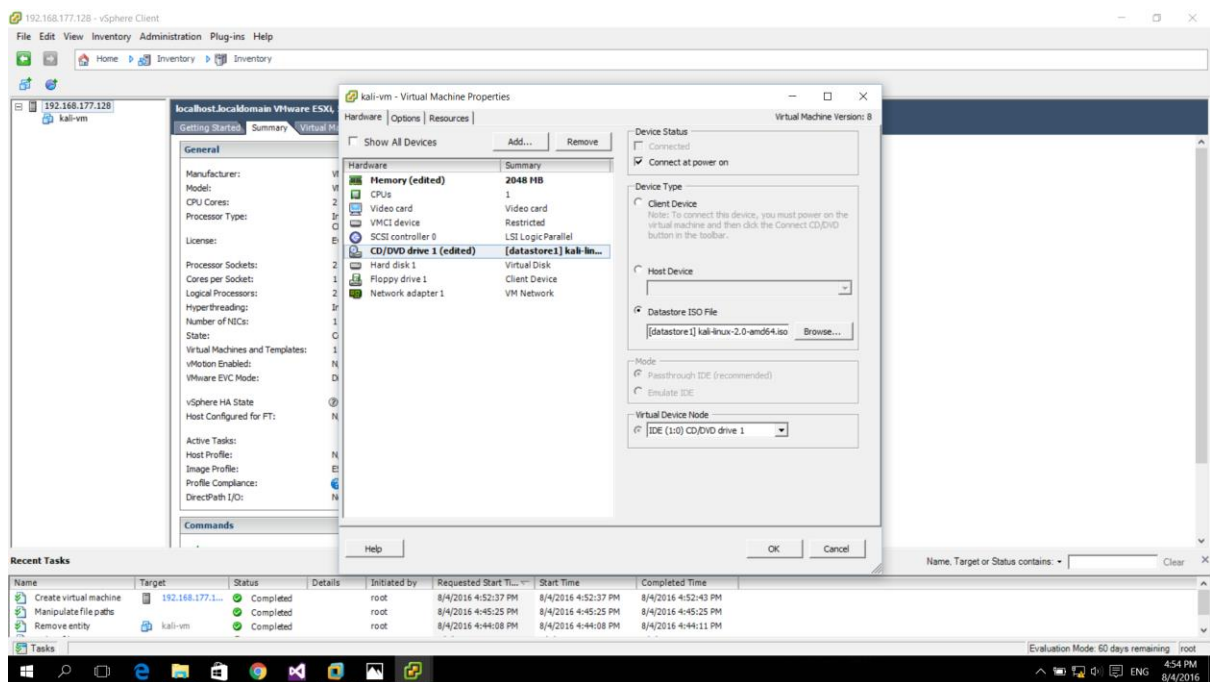 192.168.177.128 - vSphere Client
File Edit View Inventory Administration Plug-ins Help
Home Inventory Inventory
192.168.177.128
kali-vm
localhost.localdomain VMware ESXi,
Getting Started Summary Virtual M
General
Manufacturer:
Model:
CPU Cores: 2
Processor Type:
License:
Processor Sockets: 2
Cores per Socket: 1
Logical Processors: 2
Hyperthreading:
Number of NICs: 1
State:
Virtual Machines and Templates: 1
vMotion Enabled:
VMware EVC Mode:
vSphere HA State
Host Configured for FT:
Active Tasks:
Host Profile:
Image Profile:
Profile Compliance:
DirectPath I/O:
Commands
kali-vm - Virtual Machine Properties
Hardware Options Resources Virtual Machine Version: 8
Show All Devices Add... Remove
Hardware Summary
Memory (edited) 2048 MB
CPUs 1
Video card Video card
VMCI device Restricted
SCSI controller 0 LSI Logic Parallel
CD/DVD drive 1 (edited) [datastore1] kali-lin...
Hard disk 1 Virtual Disk
Floppy drive 1 Client Device
Network adapter 1 VM Network
Device Status
Connected
Connect at power on
Device Type
Client Device
Note: To connect this device, you must power on the
virtual machine and then click the Connect CD/DVD
button in the toolbar.
Host Device
Datastore ISO File
[datastore1] kali-linux-2.0-amd64.iso Browse...
Mode
Passthrough IDE (recommended)
Emulate IDE
Virtual Device Node
IDE (1:0) CD/DVD drive 1
Help OK Cancel
Recent Tasks Name, Target or Status contains: Clear
Name Target Status Details Initiated by Requested Start Ti... Start Time Completed Time
Create virtual machine 192.168.177.1... Completed root 8/4/2016 4:52:37 PM 8/4/2016 4:52:37 PM 8/4/2016 4:52:43 PM
Manipulate file paths Completed root 8/4/2016 4:45:25 PM 8/4/2016 4:45:25 PM 8/4/2016 4:45:25 PM
Remove entity kali-vm Completed root 8/4/2016 4:44:08 PM 8/4/2016 4:44:08 PM 8/4/2016 4:44:11 PM
Tasks Evaluation Mode: 60 days remaining root
ENG 4:54 PM
8/4/2016